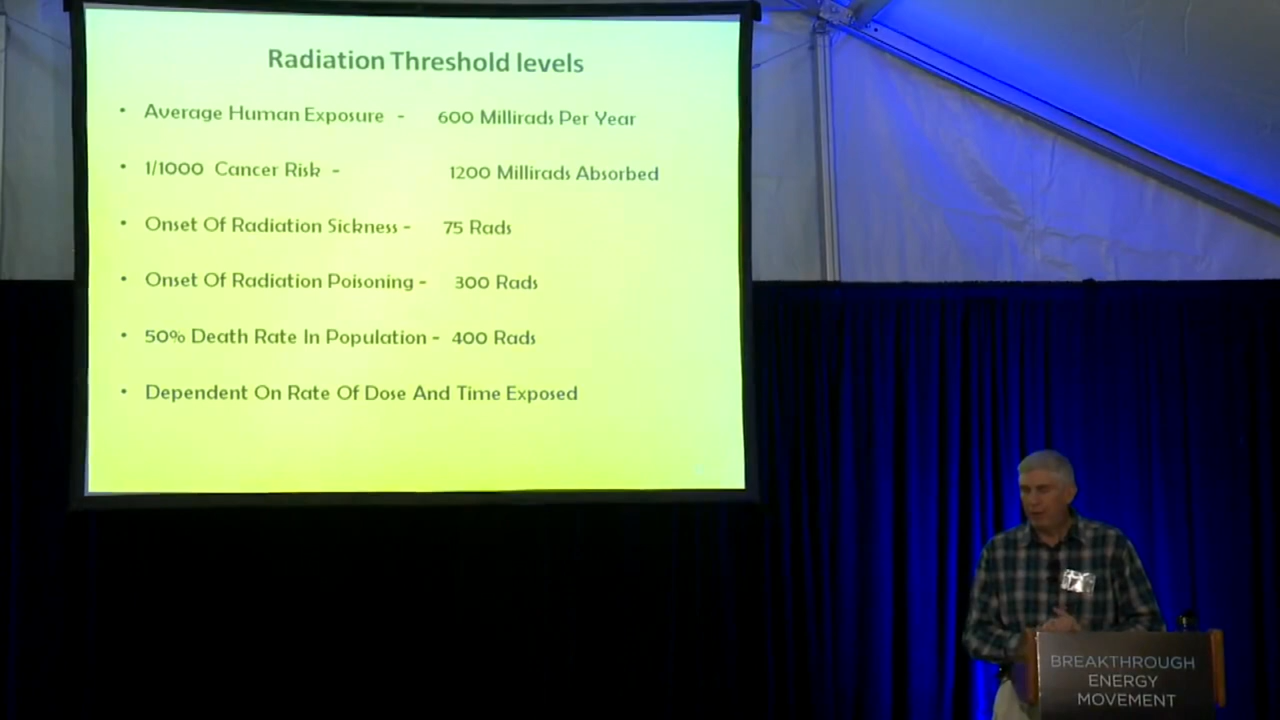 Radiation Threshold levels
• Average Human Exposure - 600 Millirads Per Year
• 1/1000 Cancer Risk - 1200 Millirads Absorbed
• Onset Of Radiation Sickness - 75 Rads
• Onset Of Radiation Poisoning - 300 Rads
• 50% Death Rate In Population - 400 Rads
• Dependent On Rate Of Dose And Time Exposed
BREAKTHROUGH
ENERGY
MOVEMENT